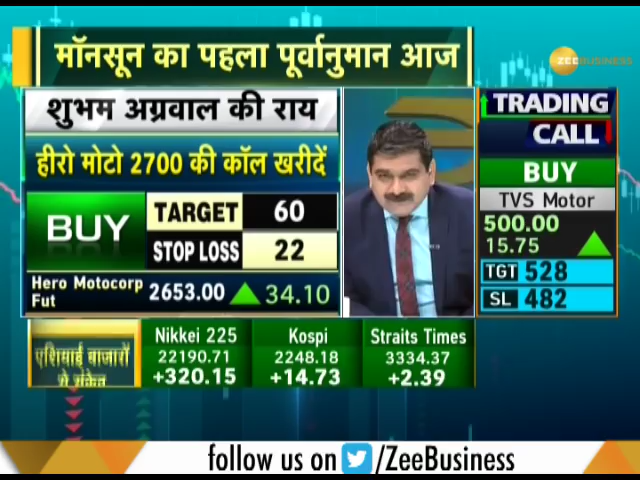 मॉनसून का पहला पूर्वानुमान आज
ZEEBUSINESS
शुभम अग्रवाल की राय
हीरो मोटो 2700 की कॉल खरीदें
BUY
TARGET 60
STOP LOSS 22
Hero Motocorp Fut 2653.00 34.10
TRADING
CALL
BUY
TVS Motor
500.00
15.75
TGT 528
SL 482
एशियाई बाजारों
से संकेत
Nikkei 225
22190.71
+320.15
Kospi
2248.18
+14.73
Straits Times
3334.37
+2.39
follow us on /ZeeBusiness